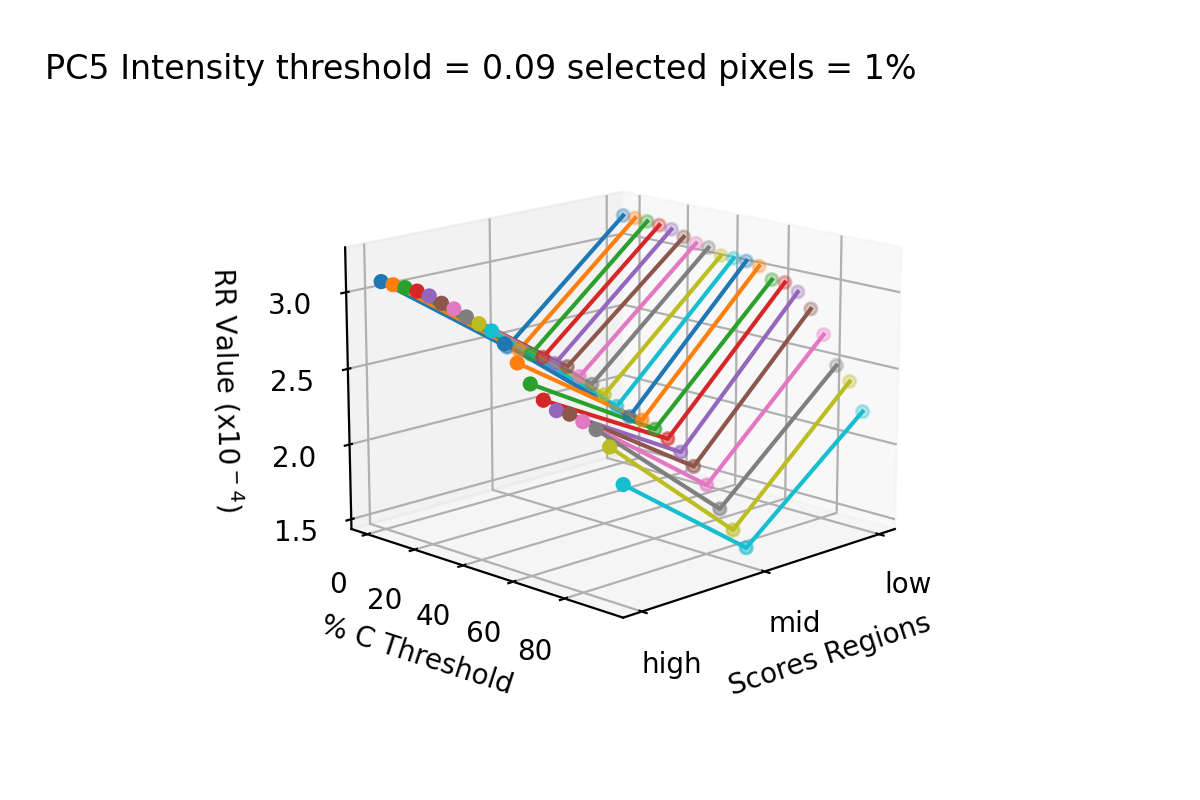 PC5 Intensity threshold = 0.09 selected pixels = 1%
RR Value (x10⁻⁴)
3.0
2.5
2.0
1.5
0
20
40
60
80
% C Threshold
high
mid
low
Scores Regions